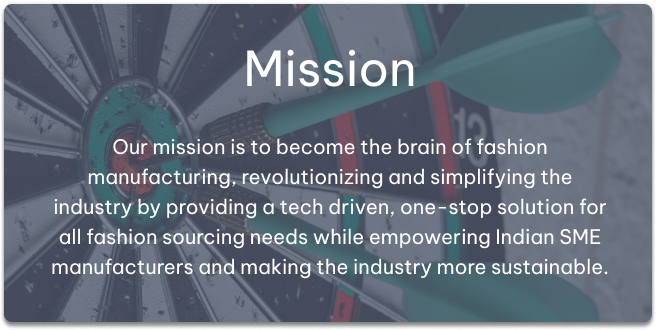 Mission
13
Our mission is to become the brain of fashion
manufacturing, revolutionizing and simplifying the
industry by providing a tech driven, one-stop solution for
all fashion sourcing needs while empowering Indian SME
manufacturers and making the industry more sustainable.